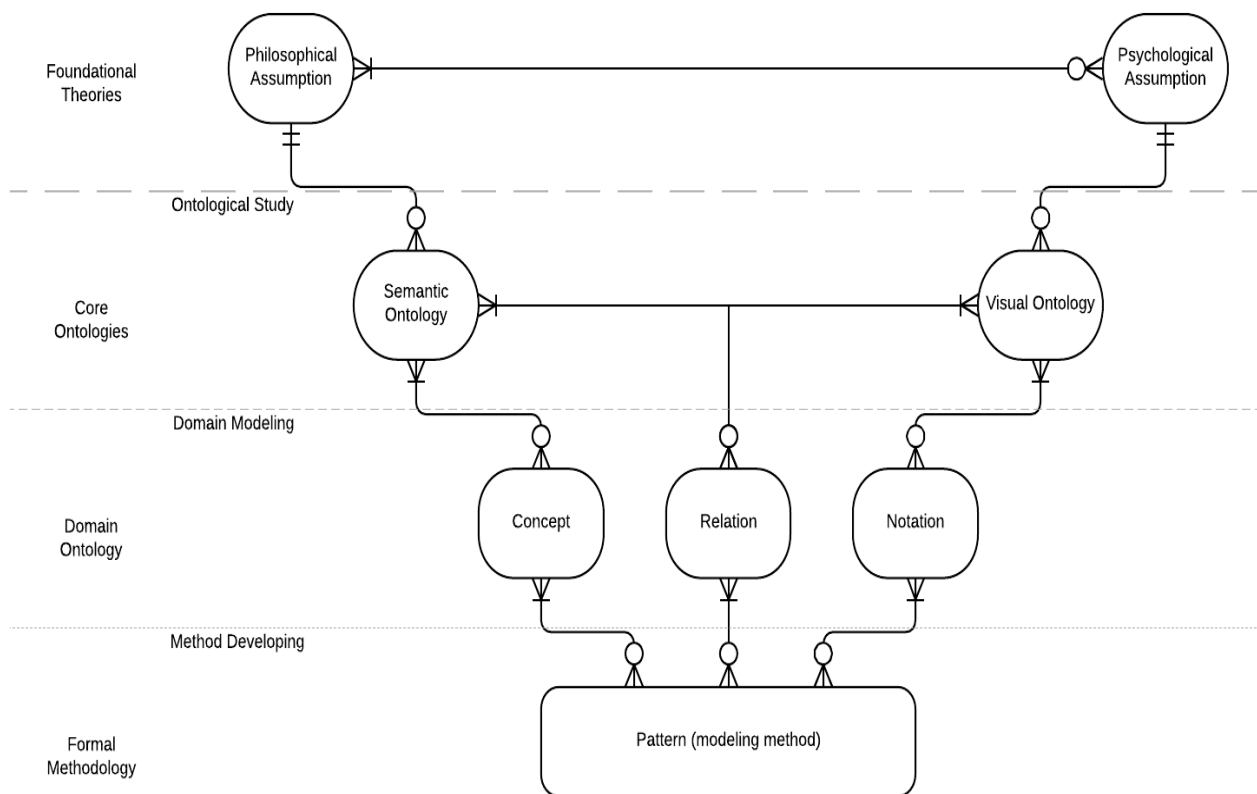 Philosophical
Assumption
Psychological
Assumption
Foundational
Theories
Ontological Study
Semantic
Ontology
Visual Ontology
Core
Ontologies
Domain Modeling
Concept
Relation
Notation
Domain
Ontology
Method Developing
Pattern (modeling method)
Formal
Methodology